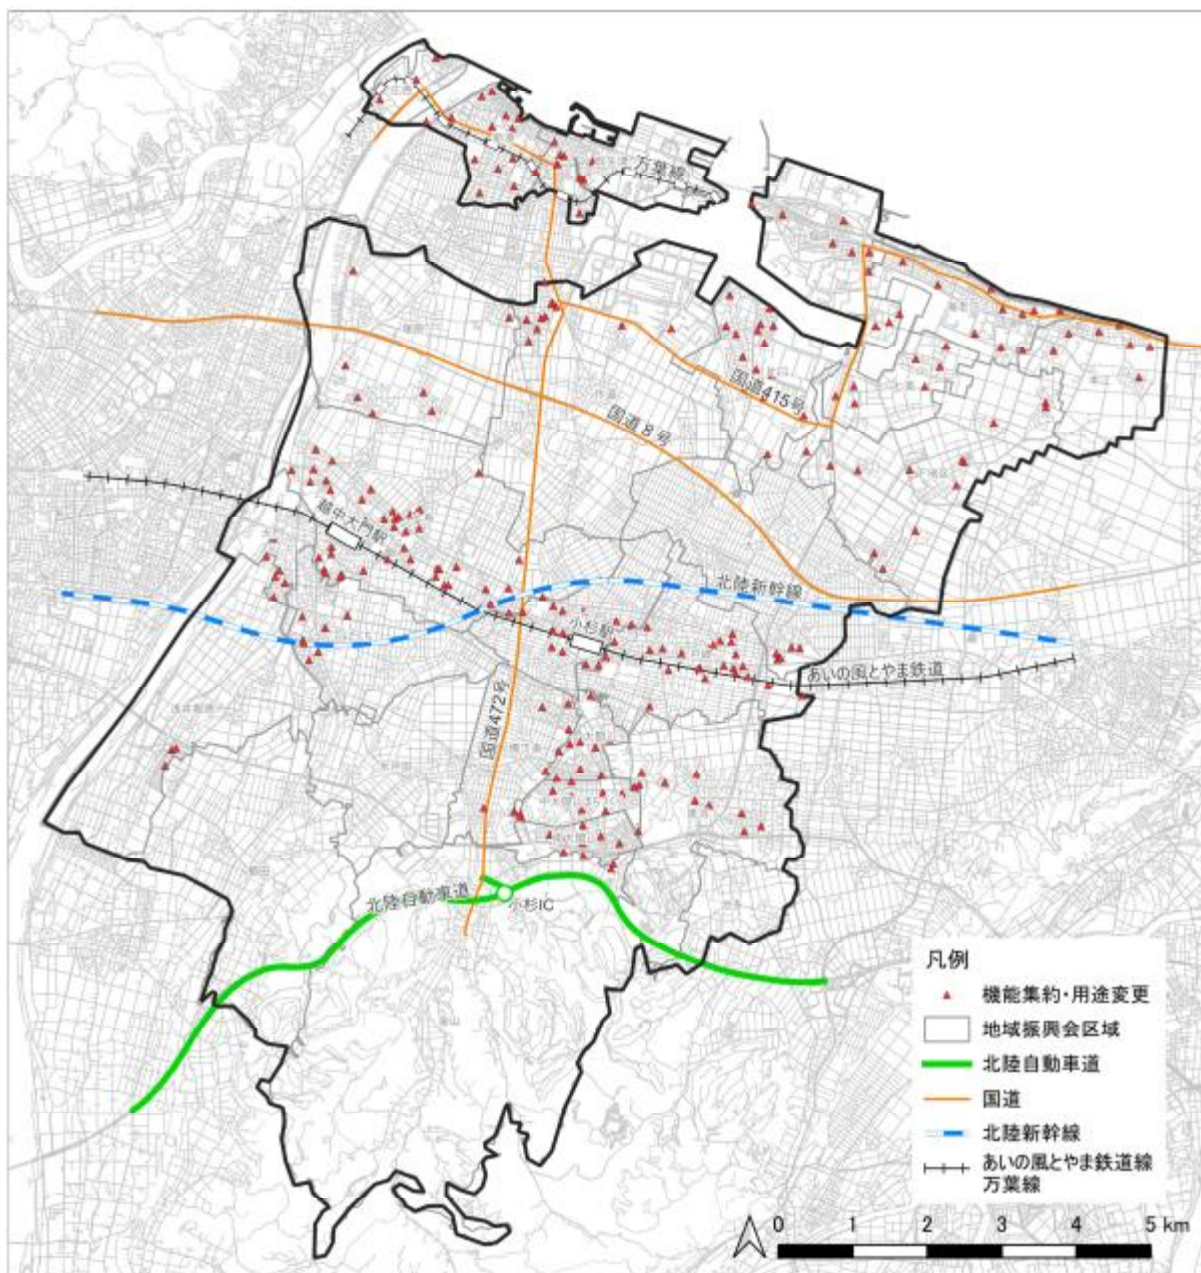 万葉線
国道415号
国道8号
越中大門駅
北陸新幹線
小杉駅
あいの風とやま鉄道
国道472号
北陸自動車道
小杉IC
凡例
機能集約・用途変更
地域振興会区域
北陸自動車道
国道
北陸新幹線
あいの風とやま鉄道線
万葉線
0 1 2 3 4 5 km